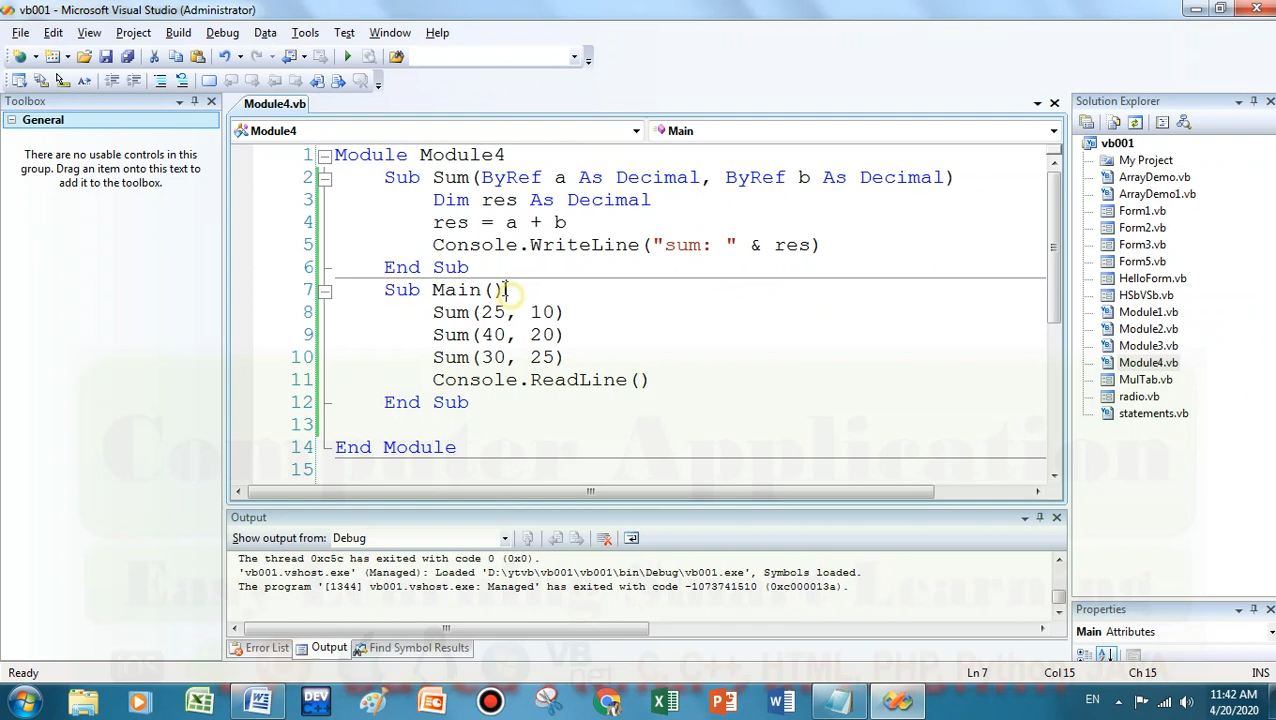 vb001 - Microsoft Visual Studio (Administrator)
File Edit View Project Build Debug Data Tools Test Window Help
Toolbox
General
There are no usable controls in this
group. Drag an item onto this text to
add it to the toolbox.
Module4.vb
Module4 Main
1 Module Module4
2 Sub Sum(ByRef a As Decimal, ByRef b As Decimal)
3 Dim res As Decimal
4 res = a + b
5 Console.WriteLine("sum: " & res)
6 End Sub
7 Sub Main()
8 Sum(25, 10)
9 Sum(40, 20)
10 Sum(30, 25)
11 Console.ReadLine()
12 End Sub
13
14 End Module
15
Solution Explorer
vb001
My Project
ArrayDemo.vb
ArrayDemo1.vb
Form1.vb
Form2.vb
Form3.vb
Form5.vb
HelloForm.vb
HSbVSb.vb
Module1.vb
Module2.vb
Module3.vb
Module4.vb
MulTab.vb
radio.vb
statements.vb
Output
Show output from: Debug
The thread 0xc5c has exited with code 0 (0x0).
'vb001.vshost.exe' (Managed): Loaded 'D:\ytvb\vb001\vb001\bin\Debug\vb001.exe', Symbols loaded.
The program '[1344] vb001.vshost.exe: Managed' has exited with code -1073741510 (0xc000013a).
Error List Output Find Symbol Results
Properties
Main Attributes
Ready Ln 7 Col 15 Ch 15 INS
Computer Application
VB
net
C, C++, HTML, PHP, Python, JAVA
DEV
EN
11:42 AM
4/20/2020